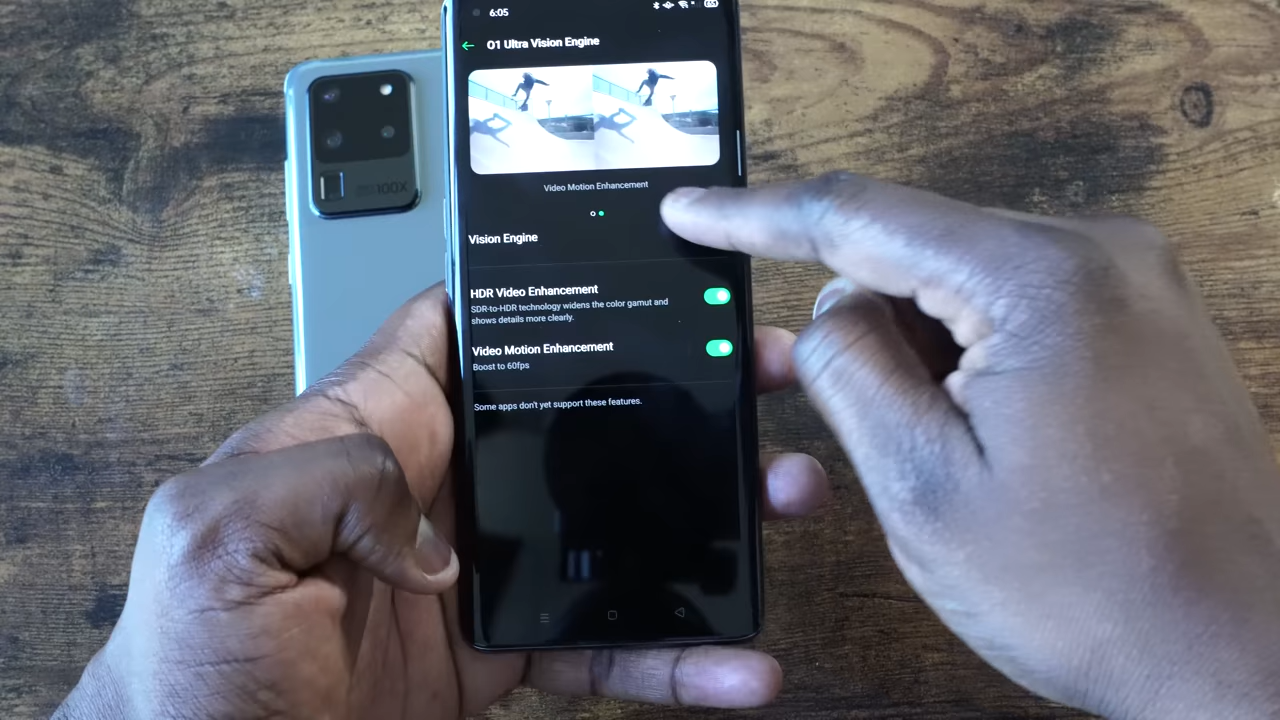 6:05
O1 Ultra Vision Engine
Video Motion Enhancement
Vision Engine
HDR Video Enhancement
SDR-to-HDR technology widens the color gamut and
shows details more clearly.
Video Motion Enhancement
Boost to 60fps
Some apps don't yet support these features.
100X